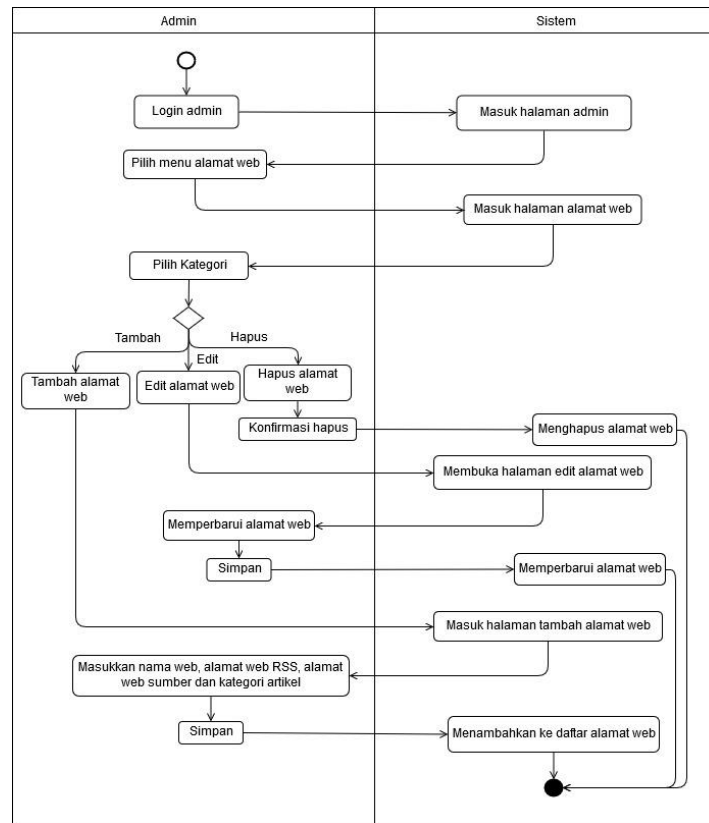 Admin
Sistem
Login admin
Masuk halaman admin
Pilih menu alamat web
Masuk halaman alamat web
Pilih Kategori
Tambah
Hapus
Edit
Tambah alamat
web
Edit alamat web
Hapus alamat
web
Konfirmasi hapus
Menghapus alamat web
Membuka halaman edit alamat web
Memperbarui alamat web
Simpan
Memperbarui alamat web
Masuk halaman tambah alamat web
Masukkan nama web, alamat web RSS, alamat
web sumber dan kategori artikel
Simpan
Menambahkan ke daftar alamat web